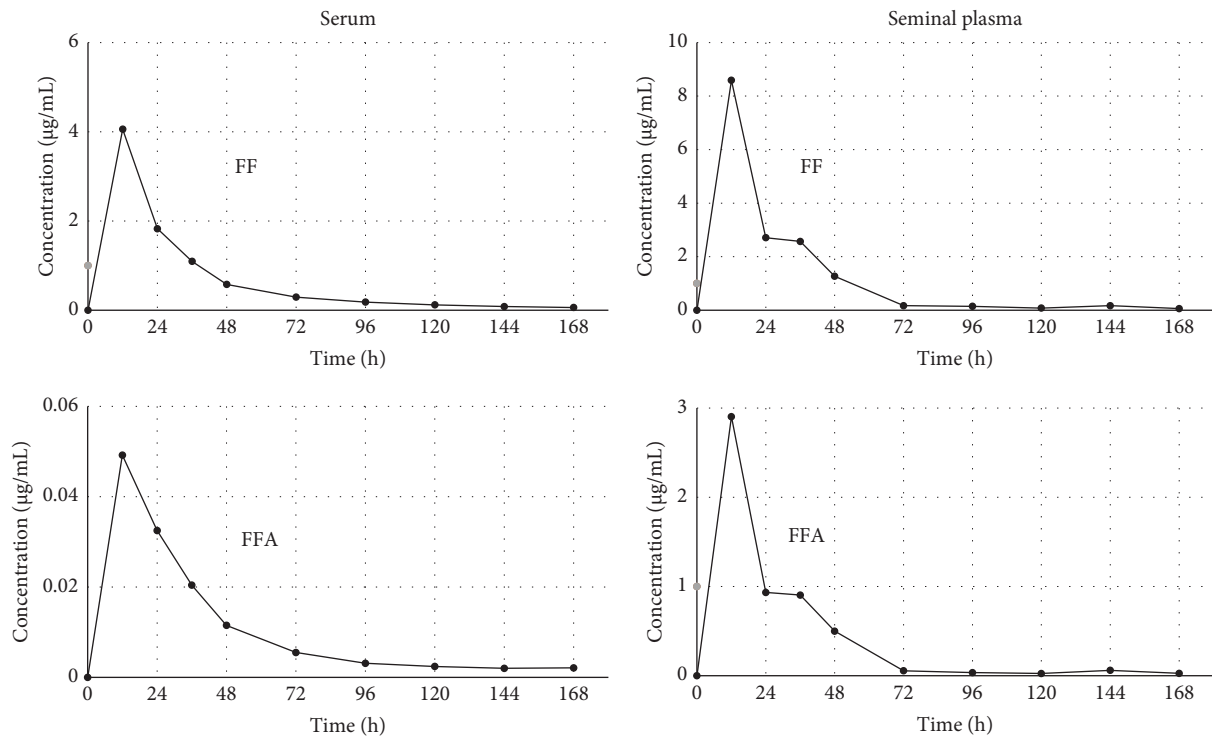 Serum
6
4
2
0
Concentration (µg/mL)
FF
0 24 48 72 96 120 144 168
Time (h)
Seminal plasma
10
8
6
4
2
0
Concentration (µg/mL)
FF
0 24 48 72 96 120 144 168
Time (h)
0.06
0.04
0.02
0
Concentration (µg/mL)
FFA
0 24 48 72 96 120 144 168
Time (h)
3
2
1
0
Concentration (µg/mL)
FFA
0 24 48 72 96 120 144 168
Time (h)